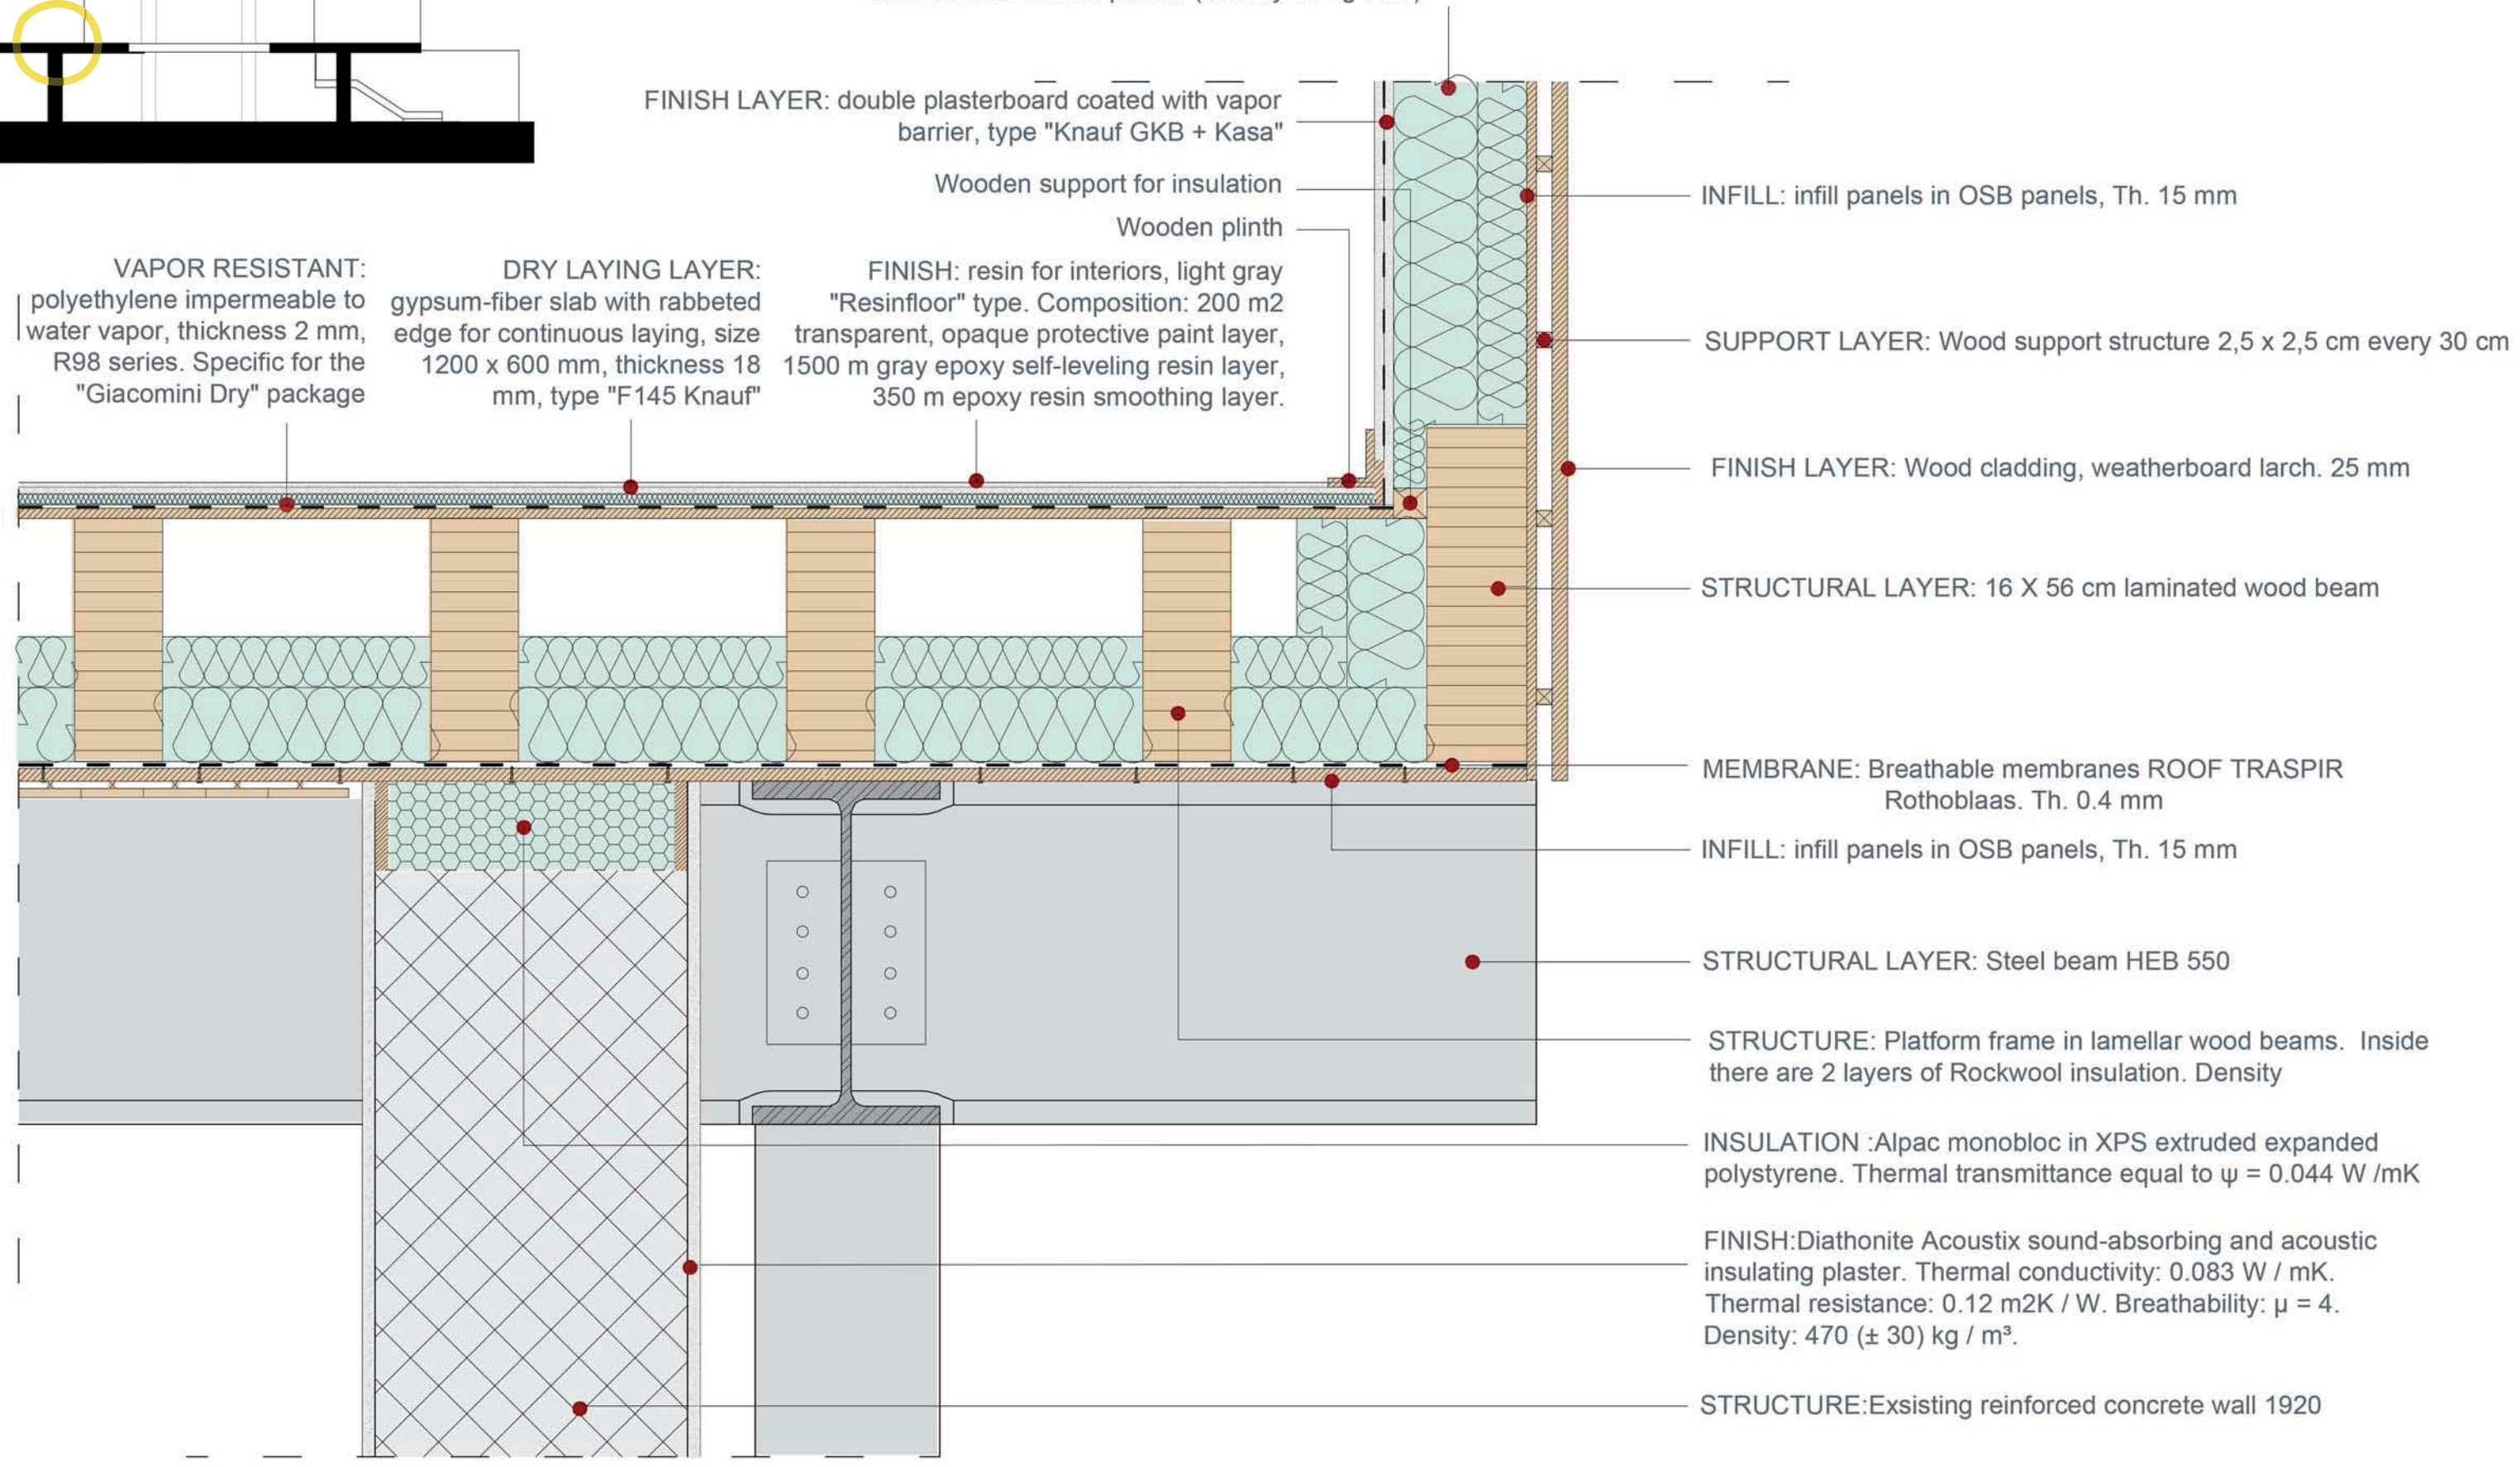 FINISH LAYER: double plasterboard coated with vapor
barrier, type "Knauf GKB + Kasa"
Wooden support for insulation
Wooden plinth
VAPOR RESISTANT:
polyethylene impermeable to
water vapor, thickness 2 mm,
R98 series. Specific for the
"Giacomini Dry" package
DRY LAYING LAYER:
gypsum-fiber slab with rabbeted
edge for continuous laying, size
1200 x 600 mm, thickness 18
mm, type "F145 Knauf"
FINISH: resin for interiors, light gray
"Resinfloor" type. Composition: 200 m2
transparent, opaque protective paint layer,
1500 m gray epoxy self-leveling resin layer,
350 m epoxy resin smoothing layer.
INFILL: infill panels in OSB panels, Th. 15 mm
SUPPORT LAYER: Wood support structure 2,5 x 2,5 cm every 30 cm
FINISH LAYER: Wood cladding, weatherboard larch. 25 mm
STRUCTURAL LAYER: 16 X 56 cm laminated wood beam
MEMBRANE: Breathable membranes ROOF TRASPIR
Rothoblaas. Th. 0.4 mm
INFILL: infill panels in OSB panels, Th. 15 mm
STRUCTURAL LAYER: Steel beam HEB 550
STRUCTURE: Platform frame in lamellar wood beams. Inside
there are 2 layers of Rockwool insulation. Density
INSULATION :Alpac monobloc in XPS extruded expanded
polystyrene. Thermal transmittance equal to ψ = 0.044 W /mK
FINISH:Diathonite Acoustix sound-absorbing and acoustic
insulating plaster. Thermal conductivity: 0.083 W / mK.
Thermal resistance: 0.12 m2K / W. Breathability: μ = 4.
Density: 470 (± 30) kg / m³.
STRUCTURE:Exsisting reinforced concrete wall 1920